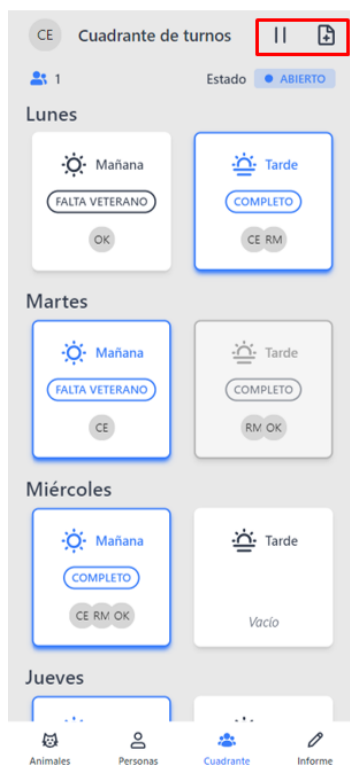 CE Cuadrante de turnos
1 Estado ABIERTO
Lunes
Mañana Tarde
FALTA VETERANO COMPLETO
OK CE RM
Martes
Mañana Tarde
FALTA VETERANO COMPLETO
CE RM OK
Miércoles
Mañana Tarde
COMPLETO
CE RM OK Vacío
Jueves
Animales Personas Cuadrante Informe